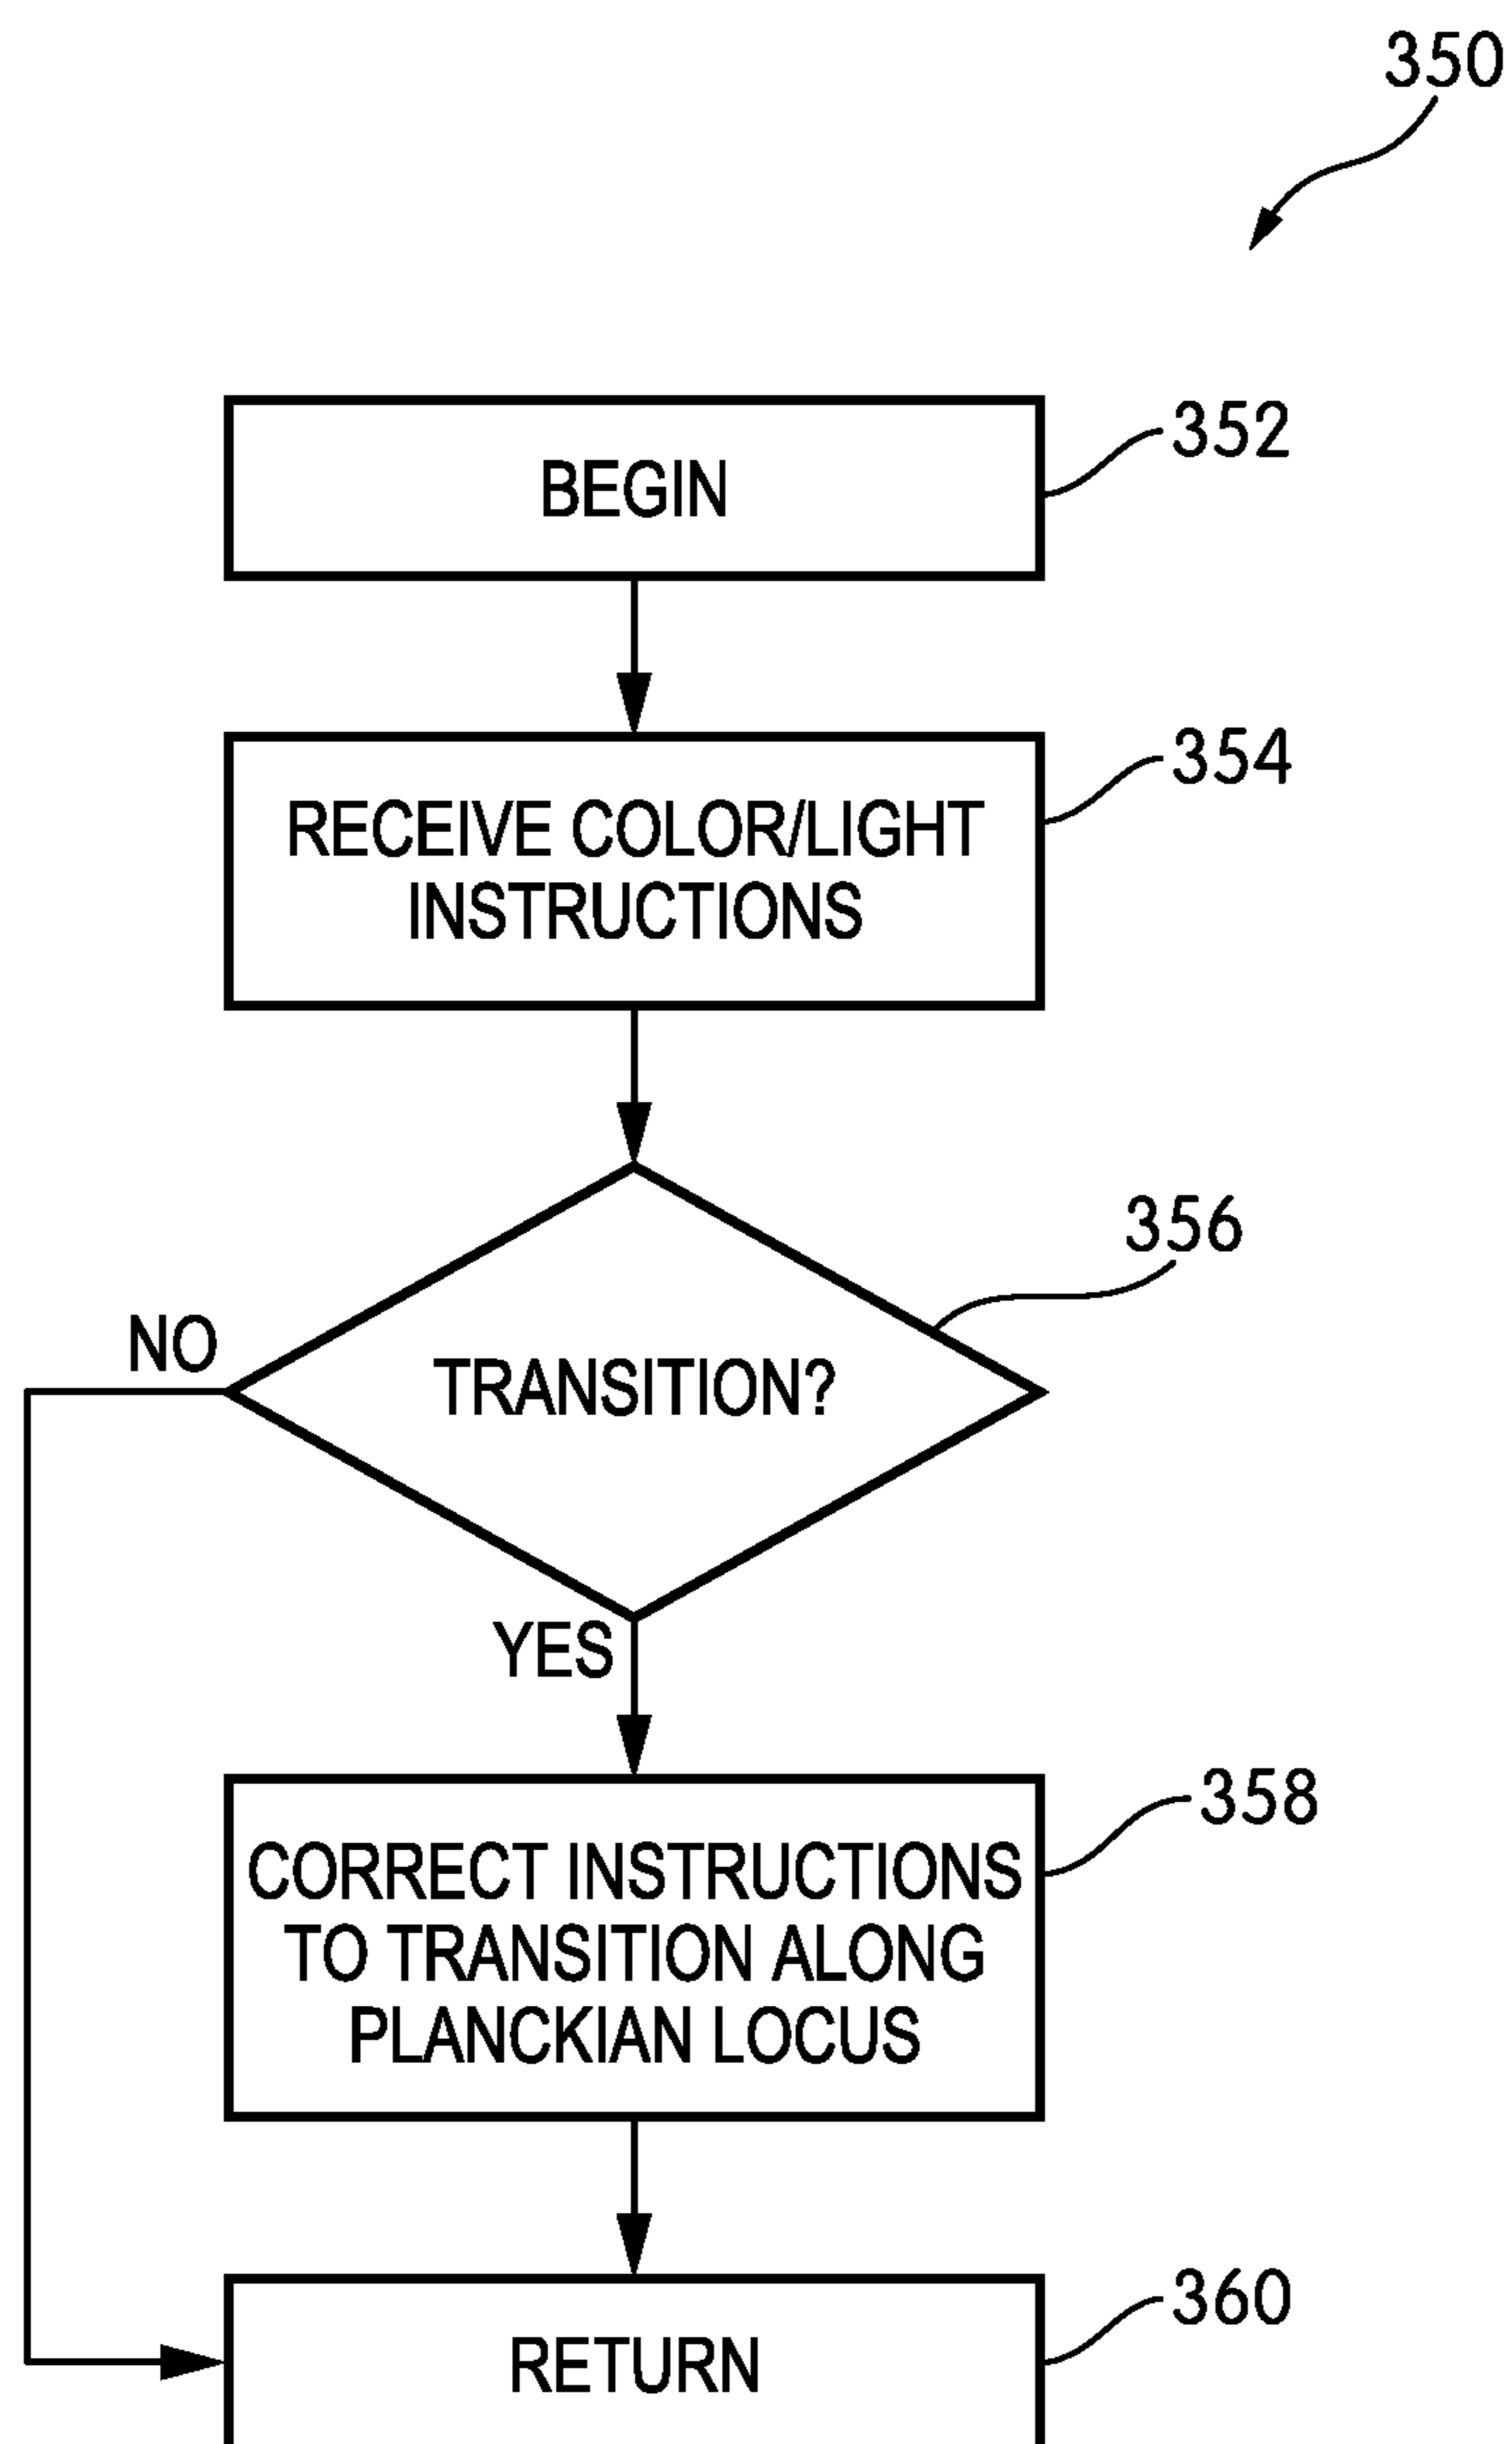 350
BEGIN
352
RECEIVE COLOR/LIGHT
INSTRUCTIONS
354
TRANSITION?
356
NO
YES
CORRECT INSTRUCTIONS
TO TRANSITION ALONG
PLANCKIAN LOCUS
358
RETURN
360